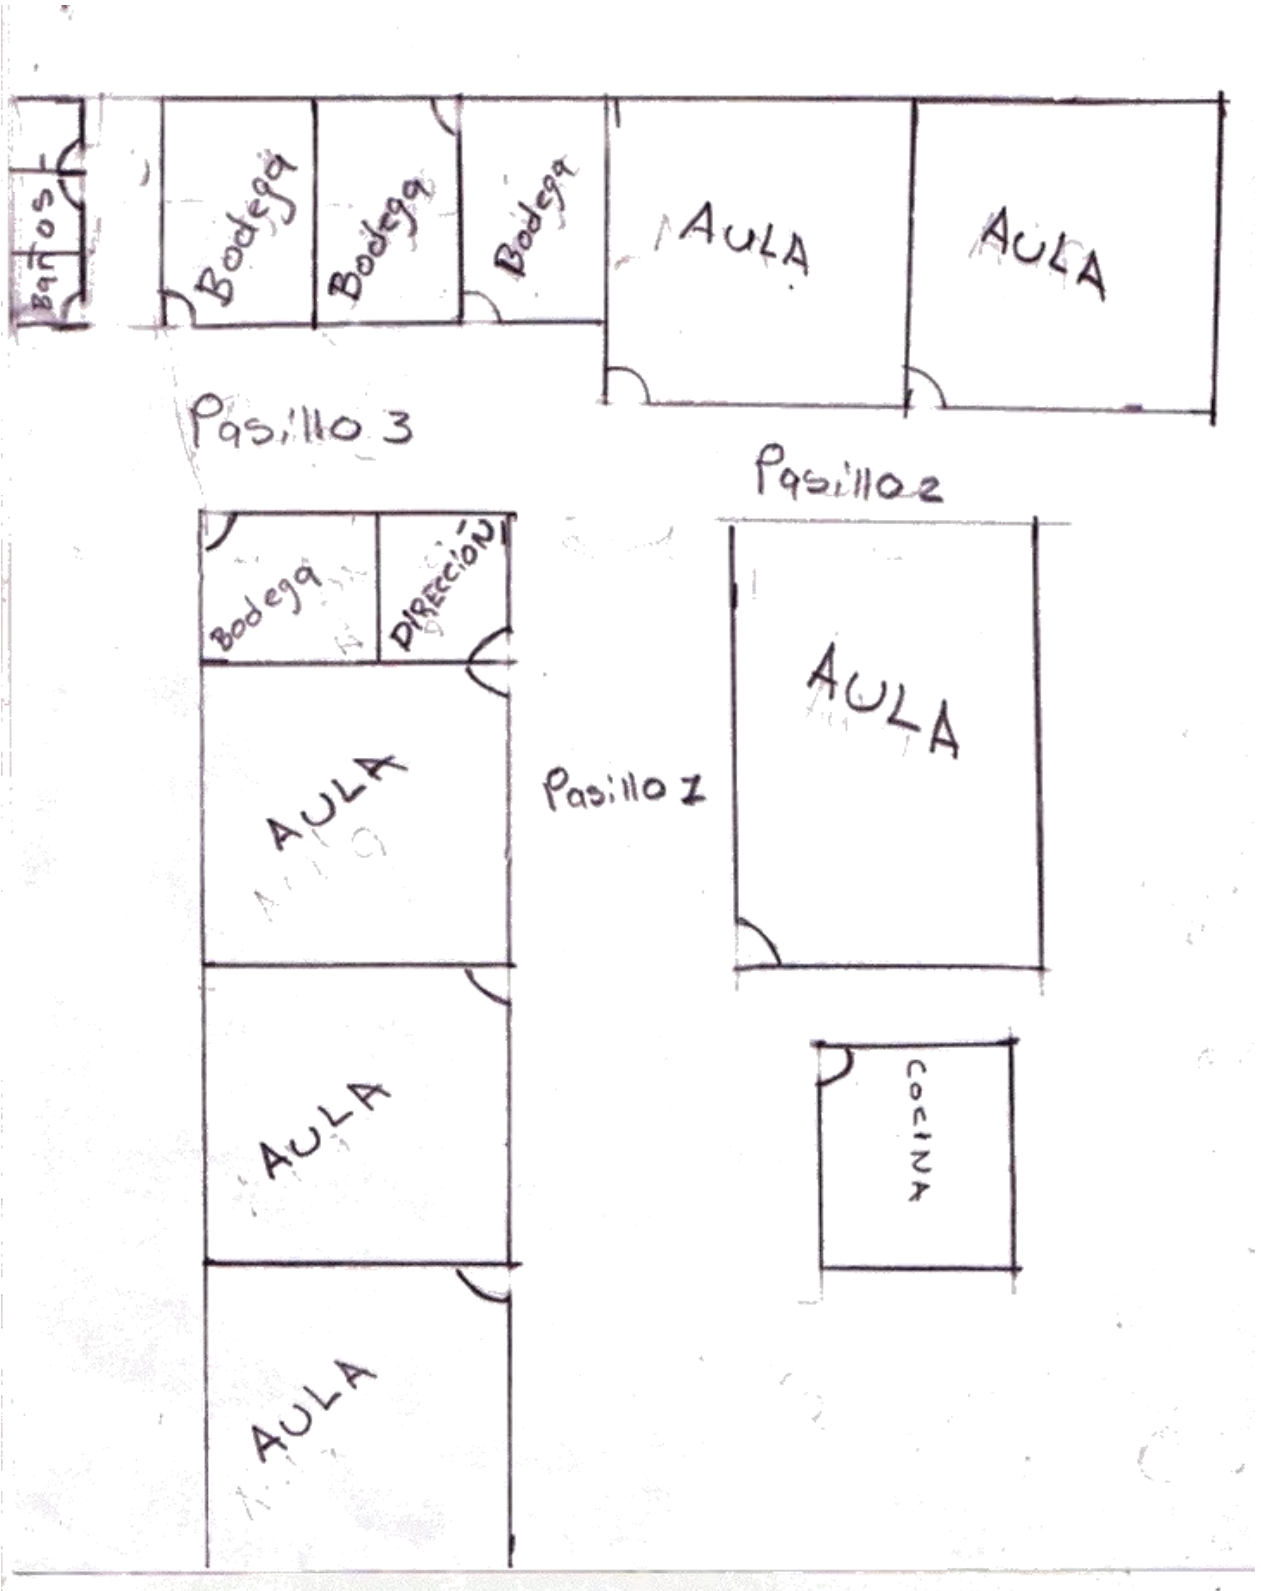 Baños
Bodega
Bodega
Bodega
AULA
AULA
Pasillo 3
Pasillo 2
Bodega
DIRECCIÓN
AULA
AULA
Pasillo 1
AULA
COCINA
AULA